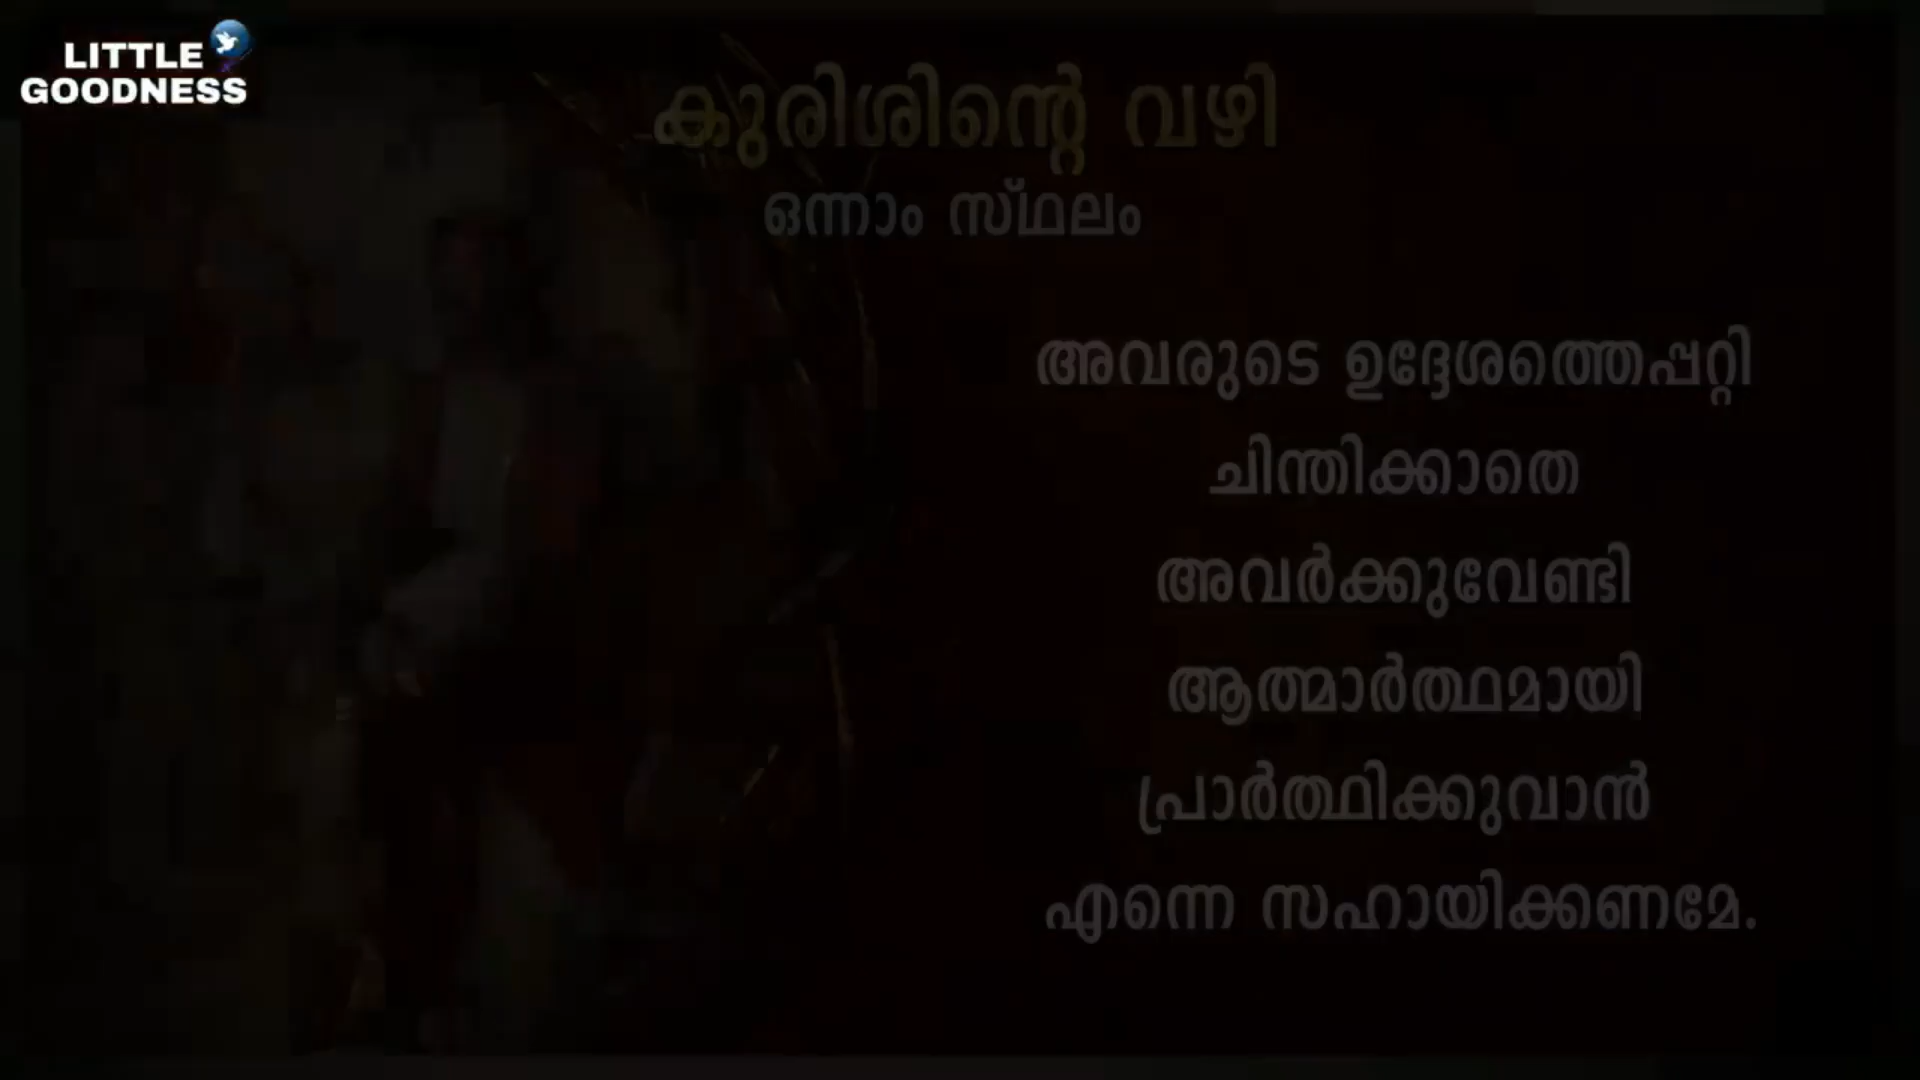 LITTLE
GOODNESS
കുരിശിന്റെ വഴി
ഒന്നാം സ്ഥലം
അവരുടെ ഉദ്ദേശത്തെപ്പറ്റി
ചിന്തിക്കാതെ
അവർക്കുവേണ്ടി
ആത്മാർത്ഥമായി
പ്രാർത്ഥിക്കുവാൻ
എന്നെ സഹായിക്കണമേ.